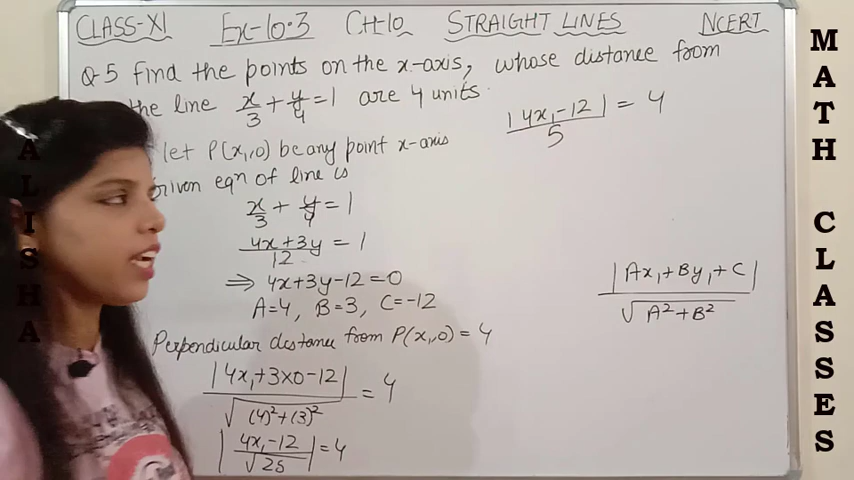 CLASS-XI Ex-10.3 CH-10 STRAIGHT LINES NCERT
Q.5 Find the points on the x-axis, whose distance from
the line x/3 + y/4 = 1 are 4 units.
let P(x₁,0) be any point x-axis
Given eqⁿ of line is
x/3 + y/4 = 1
4x+3y/12 = 1
⇒ 4x+3y-12=0
A=4, B=3, C=-12
Perpendicular distance from P(x₁,0) = 4
|4x₁+3×0-12| / √(4)²+(3)² = 4
|4x₁-12/√25| = 4
|4x₁-12| / 5 = 4
|Ax₁+By₁+C| / √A²+B²
ALISHA
MATH CLASSES